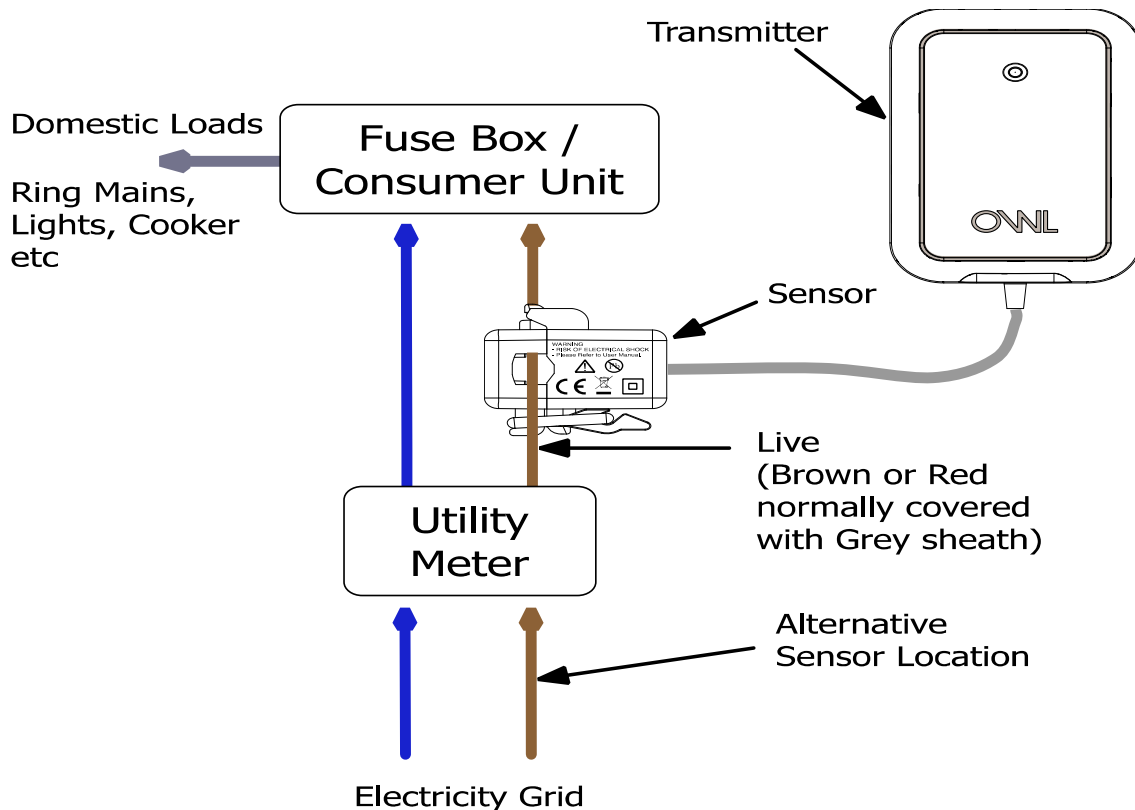 Transmitter
Domestic Loads
Ring Mains,
Lights, Cooker
etc
Fuse Box /
Consumer Unit
OWL
Sensor
WARNING
• RISK OF ELECTRICAL SHOCK
• Please Refer to User Manual.
CE
Live
(Brown or Red
normally covered
with Grey sheath)
Utility
Meter
Alternative
Sensor Location
Electricity Grid